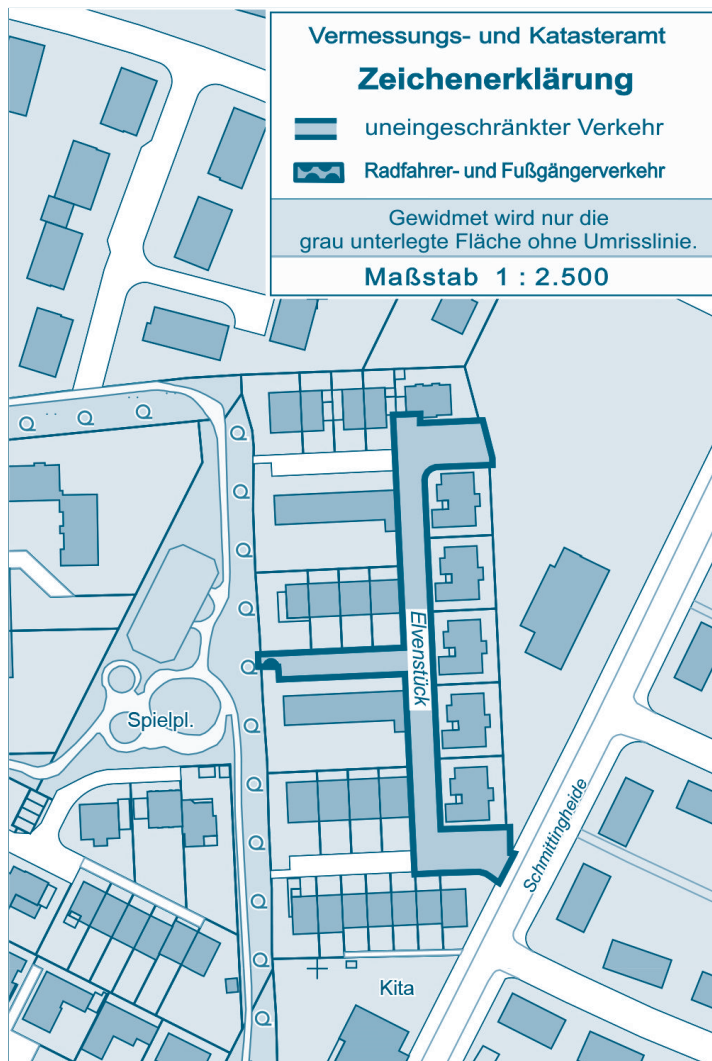 Vermessungs- und Katasteramt
Zeichenerklärung
uneingeschränkter Verkehr
Radfahrer- und Fußgängerverkehr
Gewidmet wird nur die
grau unterlegte Fläche ohne Umrisslinie.
Maßstab 1 : 2.500
Elvenstück
Spielpl.
Schmittingheide
Kita